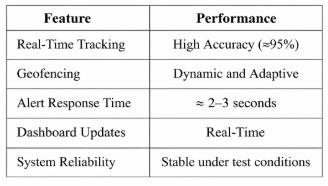 Feature Performance
Real-Time Tracking High Accuracy (≈95%)
Geofencing Dynamic and Adaptive
Alert Response Time ≈ 2–3 seconds
Dashboard Updates Real-Time
System Reliability Stable under test conditions